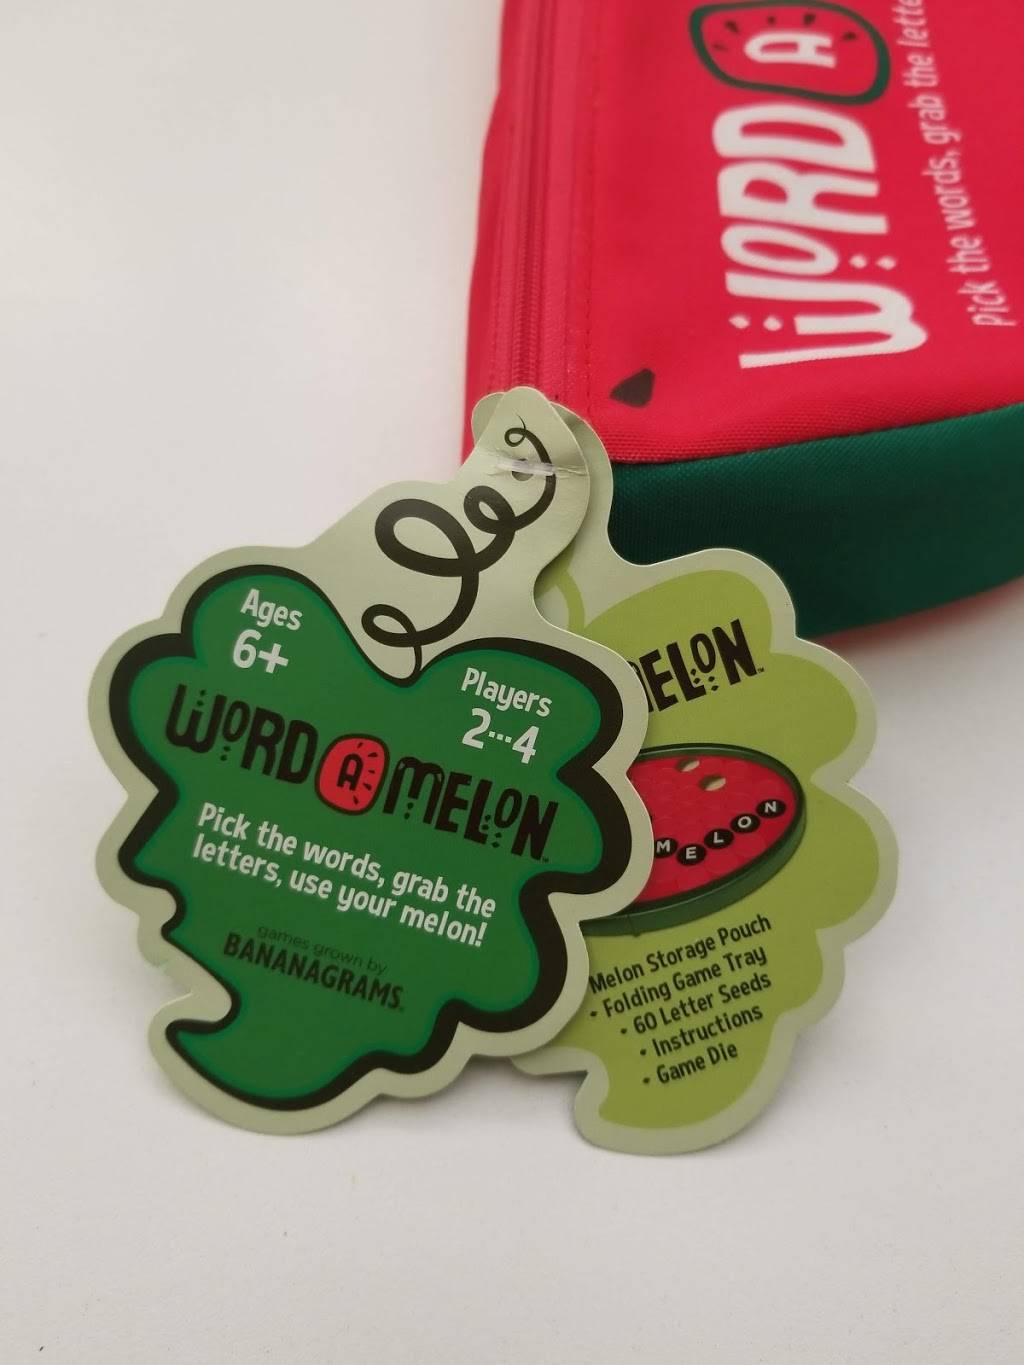 WORD A
pick the words, grab the lette
Ages
6+
Players
2...4
WORD A MELON™
Pick the words, grab the
letters, use your melon!
games grown by
BANANAGRAMS®
MELON™
MELON
Melon Storage Pouch
• Folding Game Tray
• 60 Letter Seeds
• Instructions
• Game Die